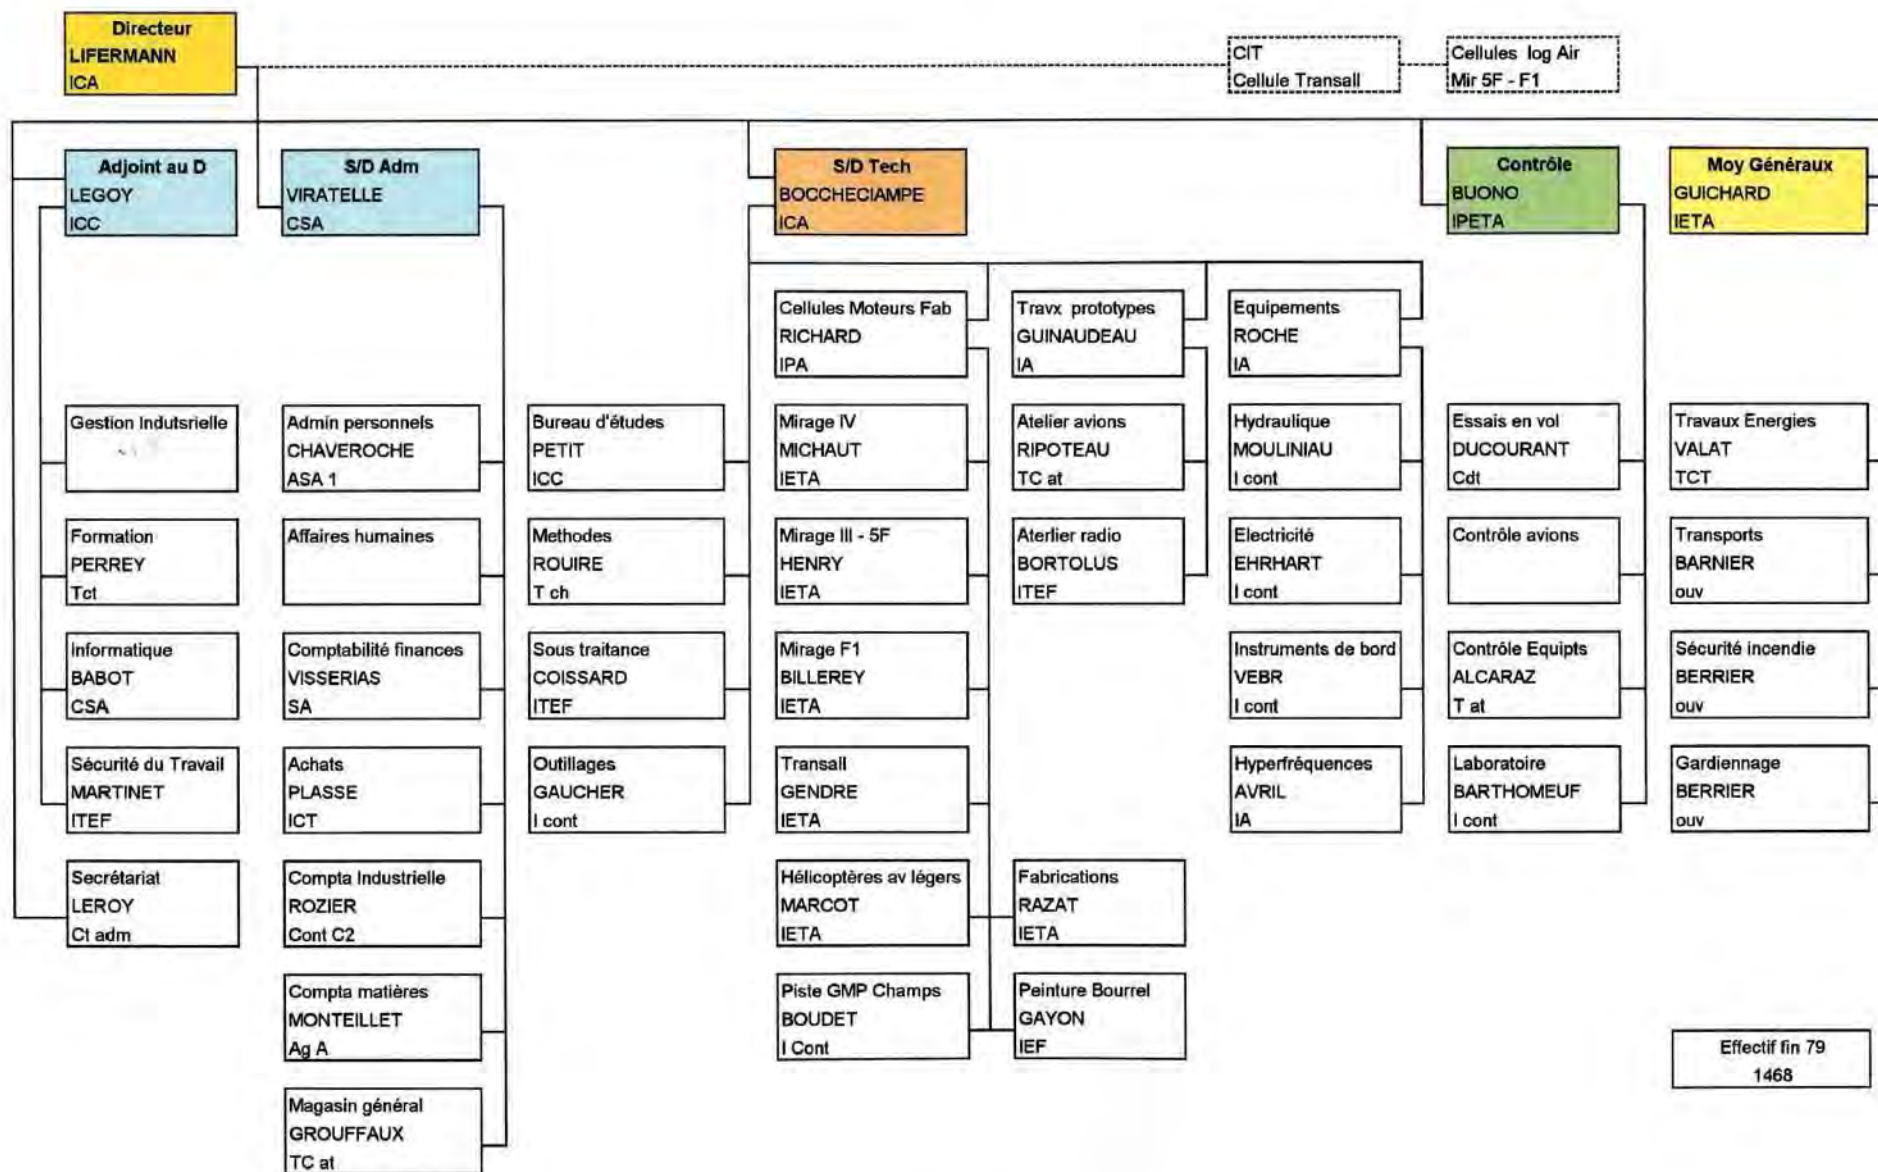 Directeur
LIFERMANN
ICA
CIT
Cellule Transall
Cellules log Air
Mir 5F - F1
Adjoint au D
LEGOY
ICC
S/D Adm
VIRATELLE
CSA
S/D Tech
BOCCHECIAMPE
ICA
Contrôle
BUONO
IPETA
Moy Généraux
GUICHARD
IETA
Cellules Moteurs Fab
RICHARD
IPA
Travx prototypes
GUINAUDEAU
IA
Equipements
ROCHE
IA
Gestion Indutsrielle
Admin personnels
CHAVEROCHE
ASA 1
Bureau d'études
PETIT
ICC
Mirage IV
MICHAUT
IETA
Atelier avions
RIPOTEAU
TC at
Hydraulique
MOULINIAU
I cont
Essais en vol
DUCOURANT
Cdt
Travaux Energies
VALAT
TCT
Formation
PERREY
Tct
Affaires humaines
Methodes
ROUIRE
T ch
Mirage III - 5F
HENRY
IETA
Aterlier radio
BORTOLUS
ITEF
Electricité
EHRHART
I cont
Contrôle avions
Transports
BARNIER
ouv
Informatique
BABOT
CSA
Comptabilité finances
VISSERIAS
SA
Sous traitance
COISSARD
ITEF
Mirage F1
BILLEREY
IETA
Instruments de bord
VEBR
I cont
Contrôle Equipts
ALCARAZ
T at
Sécurité incendie
BERRIER
ouv
Sécurité du Travail
MARTINET
ITEF
Achats
PLASSE
ICT
Outillages
GAUCHER
I cont
Transall
GENDRE
IETA
Hyperfréquences
AVRIL
IA
Laboratoire
BARTHOMEUF
I cont
Gardiennage
BERRIER
ouv
Secrétariat
LEROY
Ct adm
Compta Industrielle
ROZIER
Cont C2
Hélicoptères av légers
MARCOT
IETA
Fabrications
RAZAT
IETA
Compta matières
MONTEILLET
Ag A
Piste GMP Champs
BOUDET
I Cont
Peinture Bourrel
GAYON
IEF
Effectif fin 79
1468
Magasin général
GROUFFAUX
TC at